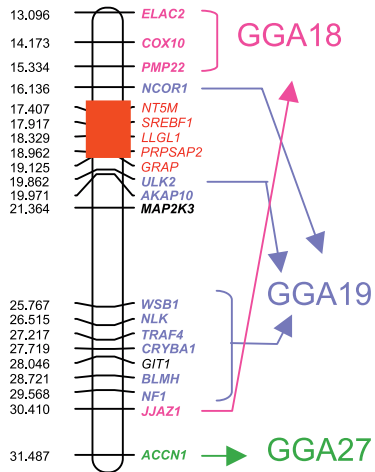 13.096 ELAC2
14.173 COX10
15.334 PMP22
GGA18
16.136 NCOR1
17.407 NT5M
17.917 SREBF1
18.329 LLGL1
18.962 PRPSAP2
19.125 GRAP
19.862 ULK2
19.971 AKAP10
21.364 MAP2K3
GGA19
25.767 WSB1
26.515 NLK
27.217 TRAF4
27.719 CRYBA1
28.046 GIT1
28.721 BLMH
29.568 NF1
30.410 JJAZ1
31.487 ACCN1
GGA27